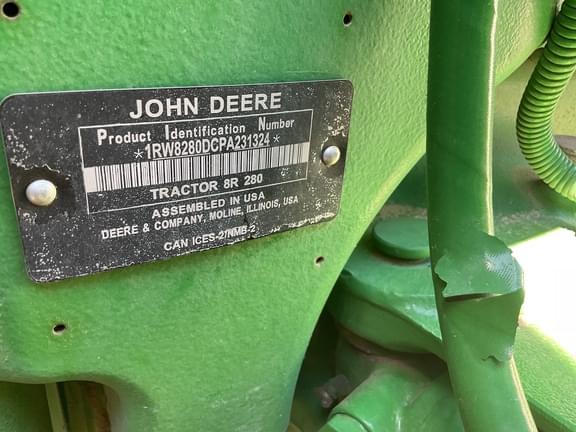 JOHN DEERE
Product Identification Number
*1RW8280DCPA231324*
TRACTOR 8R 280
ASSEMBLED IN USA
DEERE & COMPANY, MOLINE, ILLINOIS, USA
CAN ICES-2/NMB-2